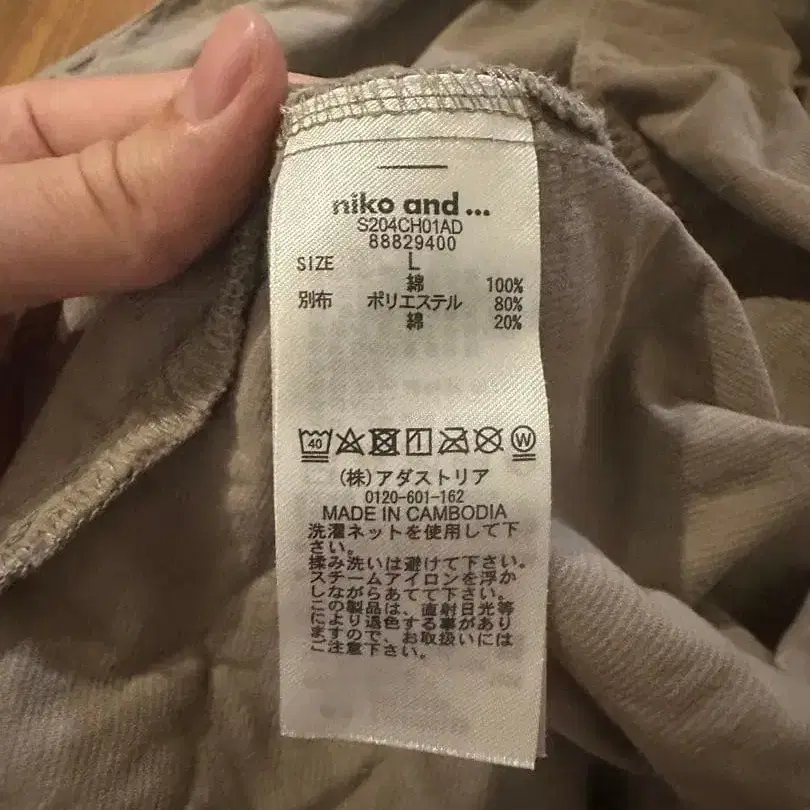 niko and ...
S204CH01AD
88829400
SIZE L
綿 100%
別布 ポリエステル 80%
綿 20%
40 W
(株)アダストリア
0120-601-162
MADE IN CAMBODIA
洗濯ネットを使用して下
さい。
揉み洗いは避けて下さい。
スチームアイロンを浮か
しながらあてて下さい。
この製品は、直射日光等
により退色する事があり
ますので、お取扱いには
ご注意下さい。